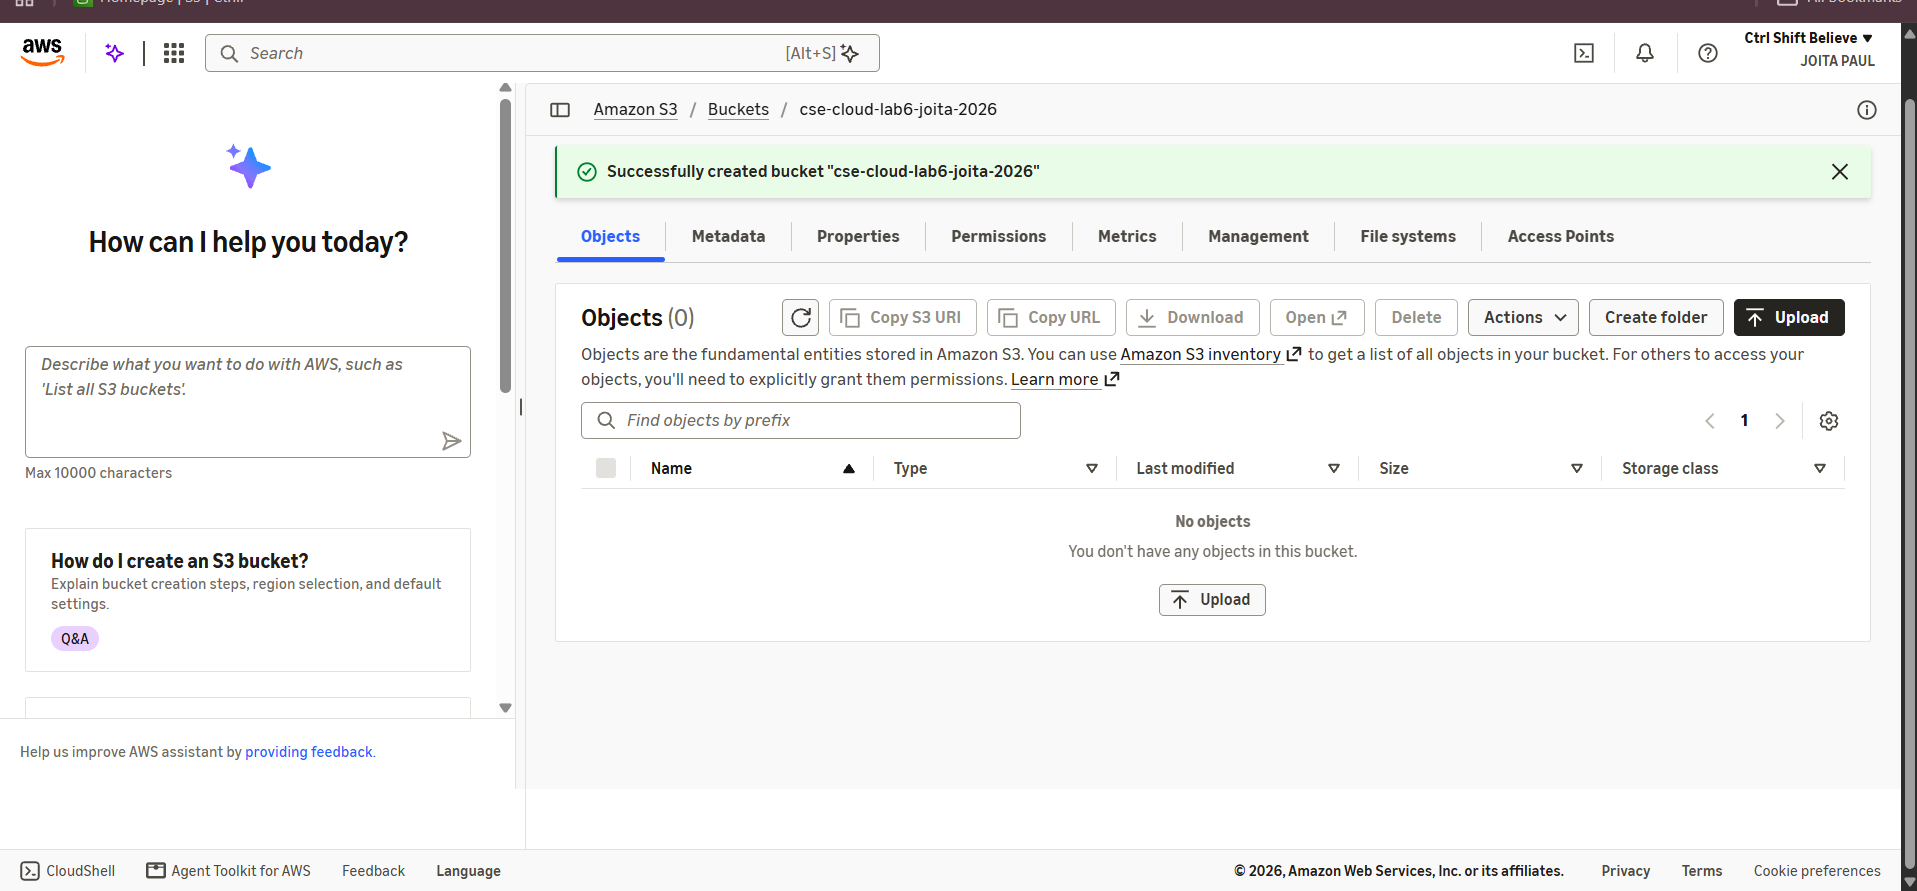 aws
Search
[Alt+S]
Ctrl Shift Believe
JOITA PAUL
How can I help you today?
Describe what you want to do with AWS, such as
'List all S3 buckets'.
Max 10000 characters
How do I create an S3 bucket?
Explain bucket creation steps, region selection, and default
settings.
Q&A
Help us improve AWS assistant by providing feedback.
Amazon S3 / Buckets / cse-cloud-lab6-joita-2026
Successfully created bucket "cse-cloud-lab6-joita-2026"
Objects Metadata Properties Permissions Metrics Management File systems Access Points
Objects (0) Copy S3 URI Copy URL Download Open Delete Actions Create folder Upload
Objects are the fundamental entities stored in Amazon S3. You can use Amazon S3 inventory to get a list of all objects in your bucket. For others to access your
objects, you'll need to explicitly grant them permissions. Learn more
Find objects by prefix
1
Name Type Last modified Size Storage class
No objects
You don't have any objects in this bucket.
Upload
CloudShell Agent Toolkit for AWS Feedback Language © 2026, Amazon Web Services, Inc. or its affiliates. Privacy Terms Cookie preferences